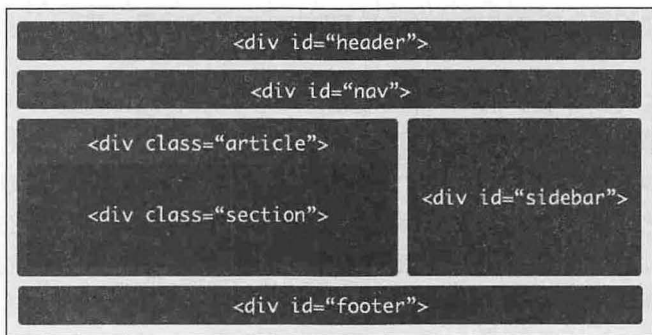 <div id=“header”>
<div id=“nav”>
<div class=“article”>
<div class=“section”>
<div id=“sidebar”>
<div id=“footer”>